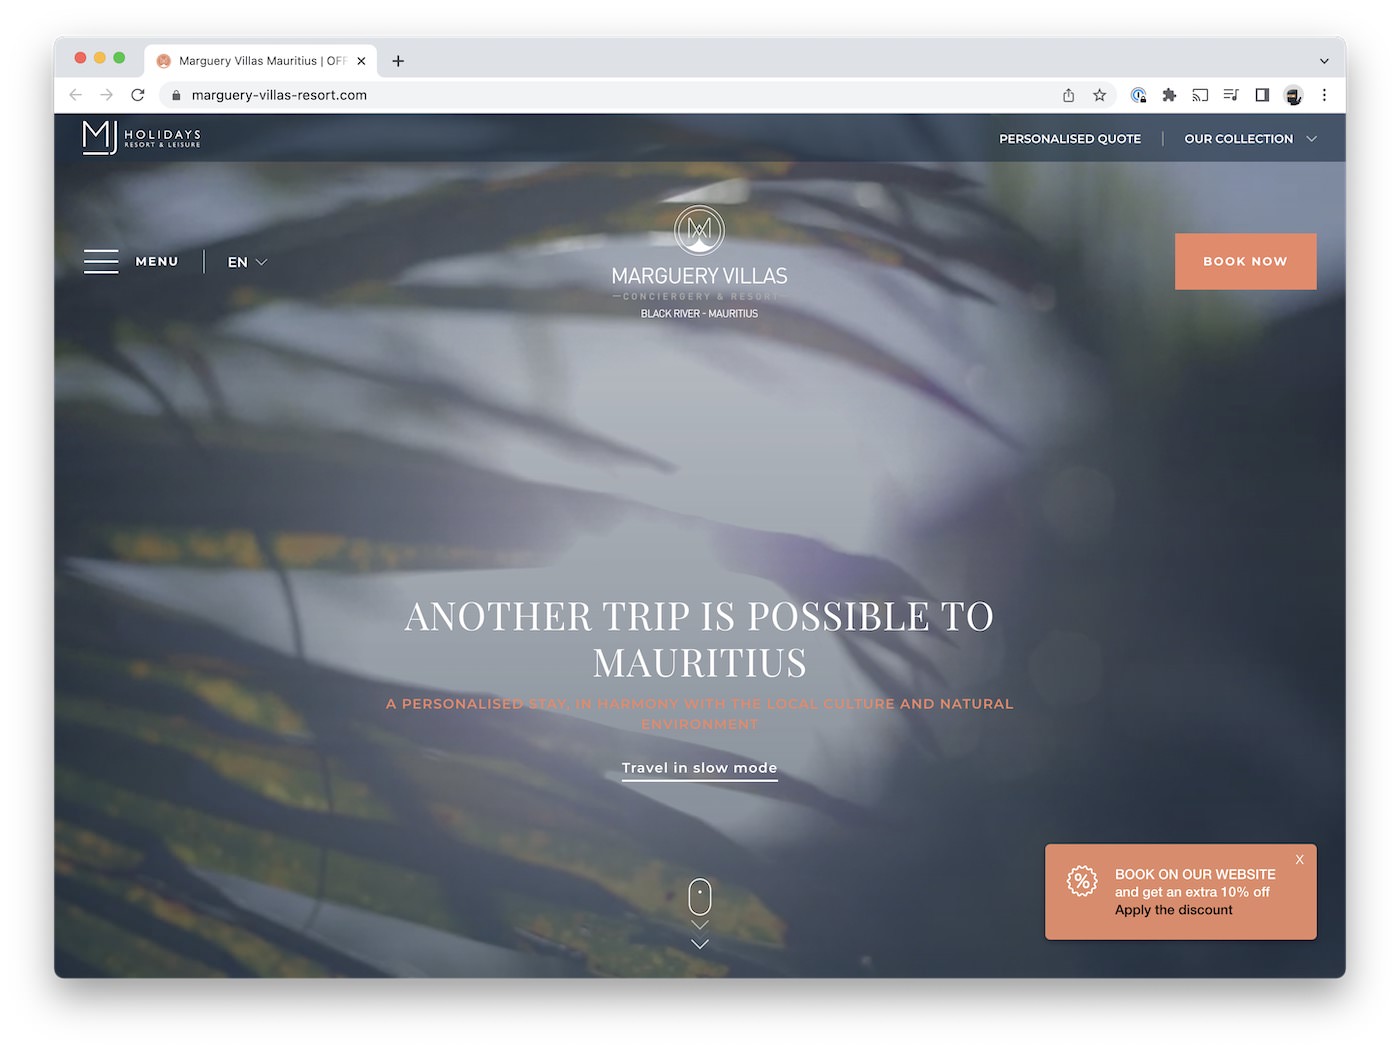 Marguery Villas Mauritius | OFF
marguery-villas-resort.com
MJ HOLIDAYS
RESORT & LEISURE
PERSONALISED QUOTE
OUR COLLECTION
MENU
EN
MARGUERY VILLAS
CONCIERGERY & RESORT
BLACK RIVER - MAURITIUS
BOOK NOW
ANOTHER TRIP IS POSSIBLE TO
MAURITIUS
A PERSONALISED STAY, IN HARMONY WITH THE LOCAL CULTURE AND NATURAL
ENVIRONMENT
Travel in slow mode
X
BOOK ON OUR WEBSITE
and get an extra 10% off
Apply the discount